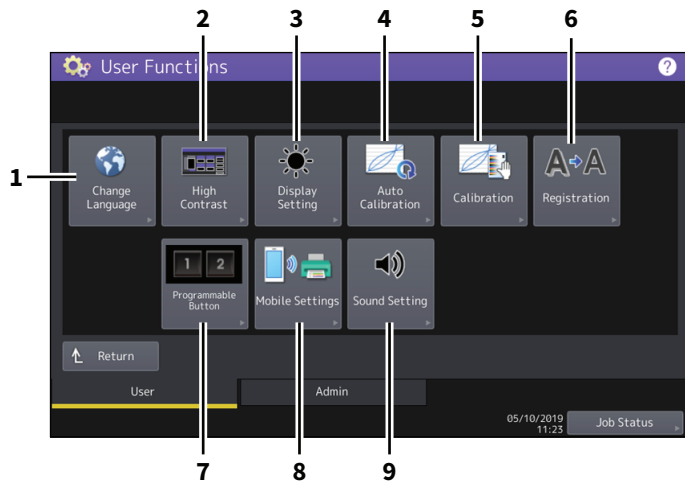 2 3 4 5 6
User Functions ?
1
Change
Language
High
Contrast
Display
Setting
Auto
Calibration
Calibration
Registration
1 2
Programmable
Button
Mobile Settings
Sound Setting
Return
User
Admin
05/10/2019
11:23
Job Status
7 8 9